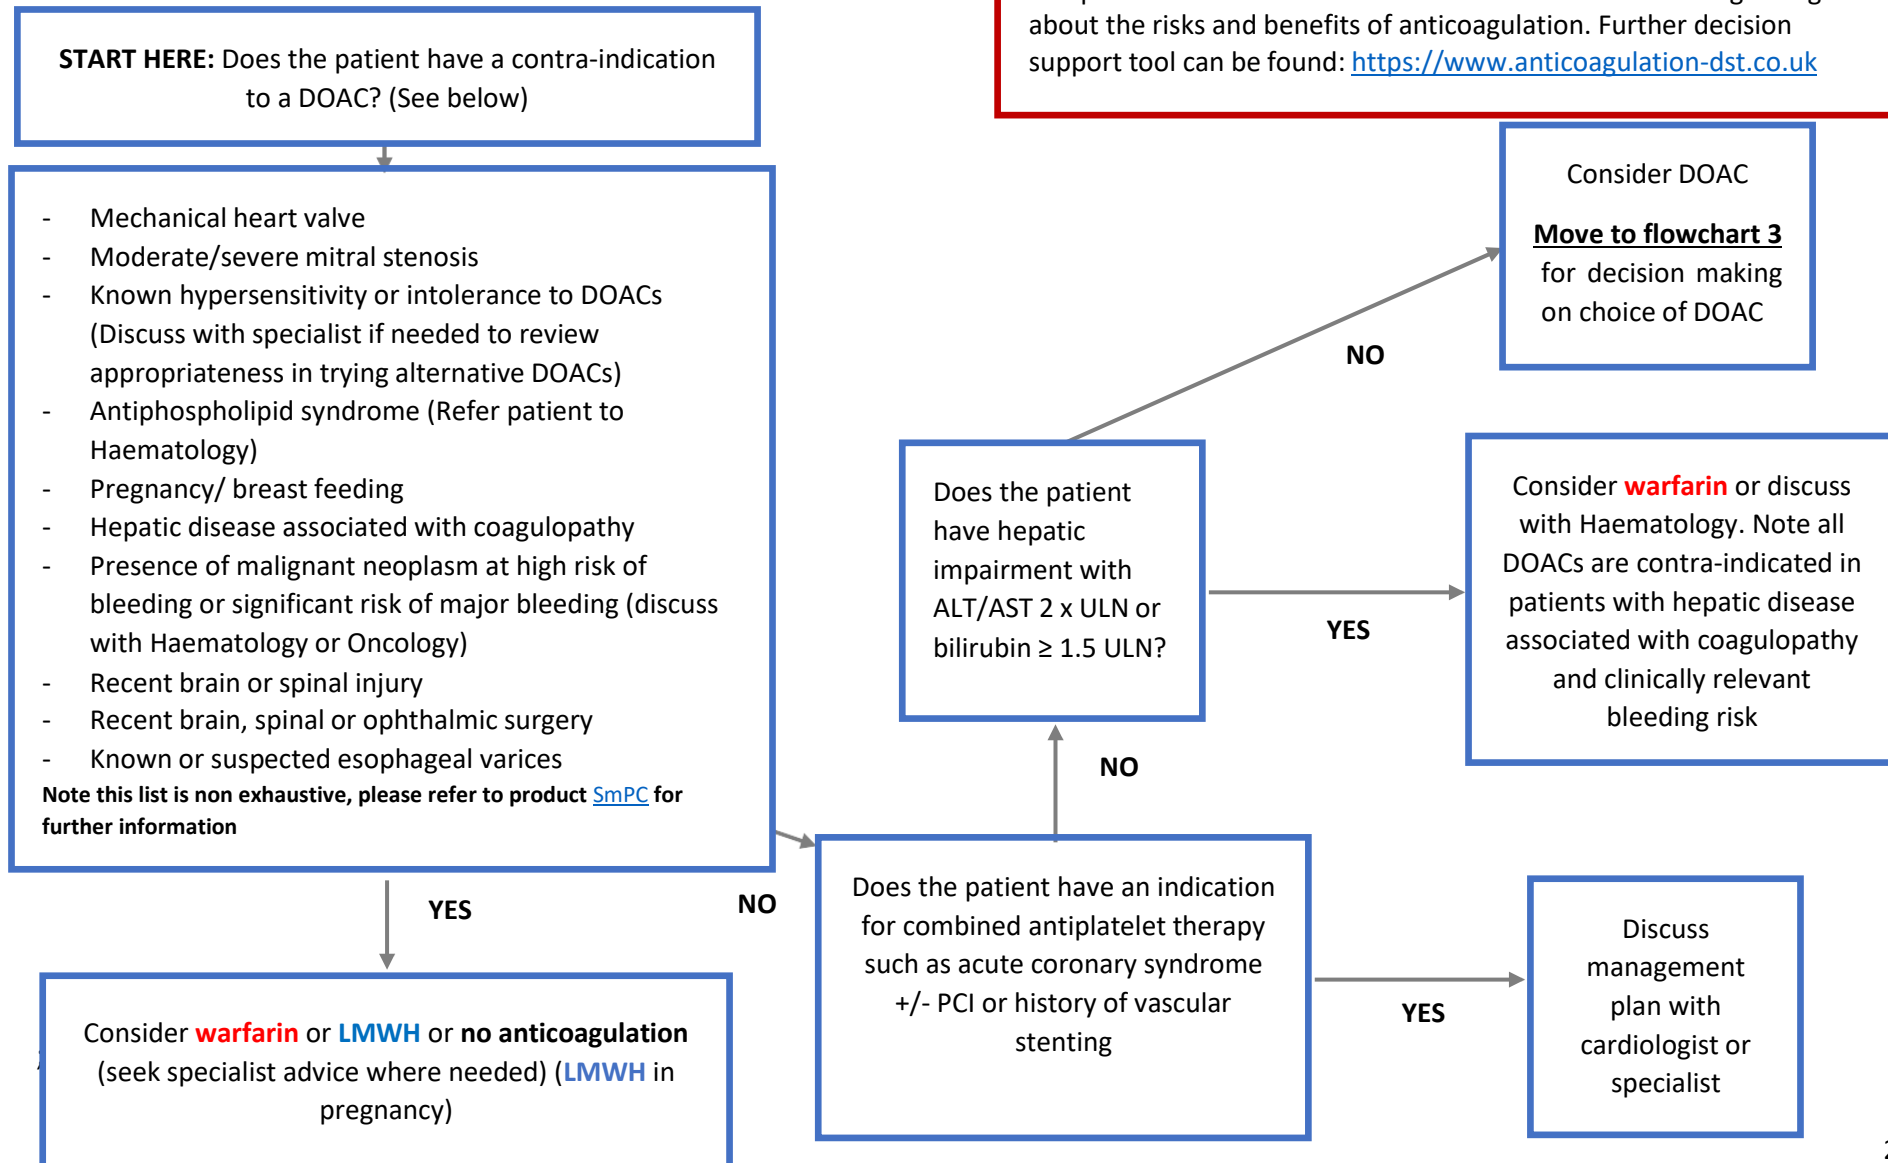 START HERE: Does the patient have a contra-indication
to a DOAC? (See below)
about the risks and benefits of anticoagulation. Further decision
support tool can be found: https://www.anticoagulation-dst.co.uk
- Mechanical heart valve
- Moderate/severe mitral stenosis
- Known hypersensitivity or intolerance to DOACs
(Discuss with specialist if needed to review
appropriateness in trying alternative DOACs)
- Antiphospholipid syndrome (Refer patient to
Haematology)
- Pregnancy/ breast feeding
- Hepatic disease associated with coagulopathy
- Presence of malignant neoplasm at high risk of
bleeding or significant risk of major bleeding (discuss
with Haematology or Oncology)
- Recent brain or spinal injury
- Recent brain, spinal or ophthalmic surgery
- Known or suspected esophageal varices
Note this list is non exhaustive, please refer to product SmPC for
further information
YES
NO
Consider warfarin or LMWH or no anticoagulation
(seek specialist advice where needed) (LMWH in
pregnancy)
Does the patient have an indication
for combined antiplatelet therapy
such as acute coronary syndrome
+/- PCI or history of vascular
stenting
YES
Discuss
management
plan with
cardiologist or
specialist
NO
Does the patient
have hepatic
impairment with
ALT/AST 2 x ULN or
bilirubin ≥ 1.5 ULN?
YES
Consider warfarin or discuss
with Haematology. Note all
DOACs are contra-indicated in
patients with hepatic disease
associated with coagulopathy
and clinically relevant
bleeding risk
NO
Consider DOAC
Move to flowchart 3
for decision making
on choice of DOAC